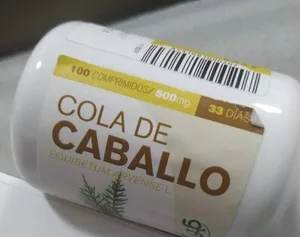 100 COMPRIMIDOS/500mg
33 DÍAS
COLA DE
CABALLO
EQUISETUM ARVENSE L